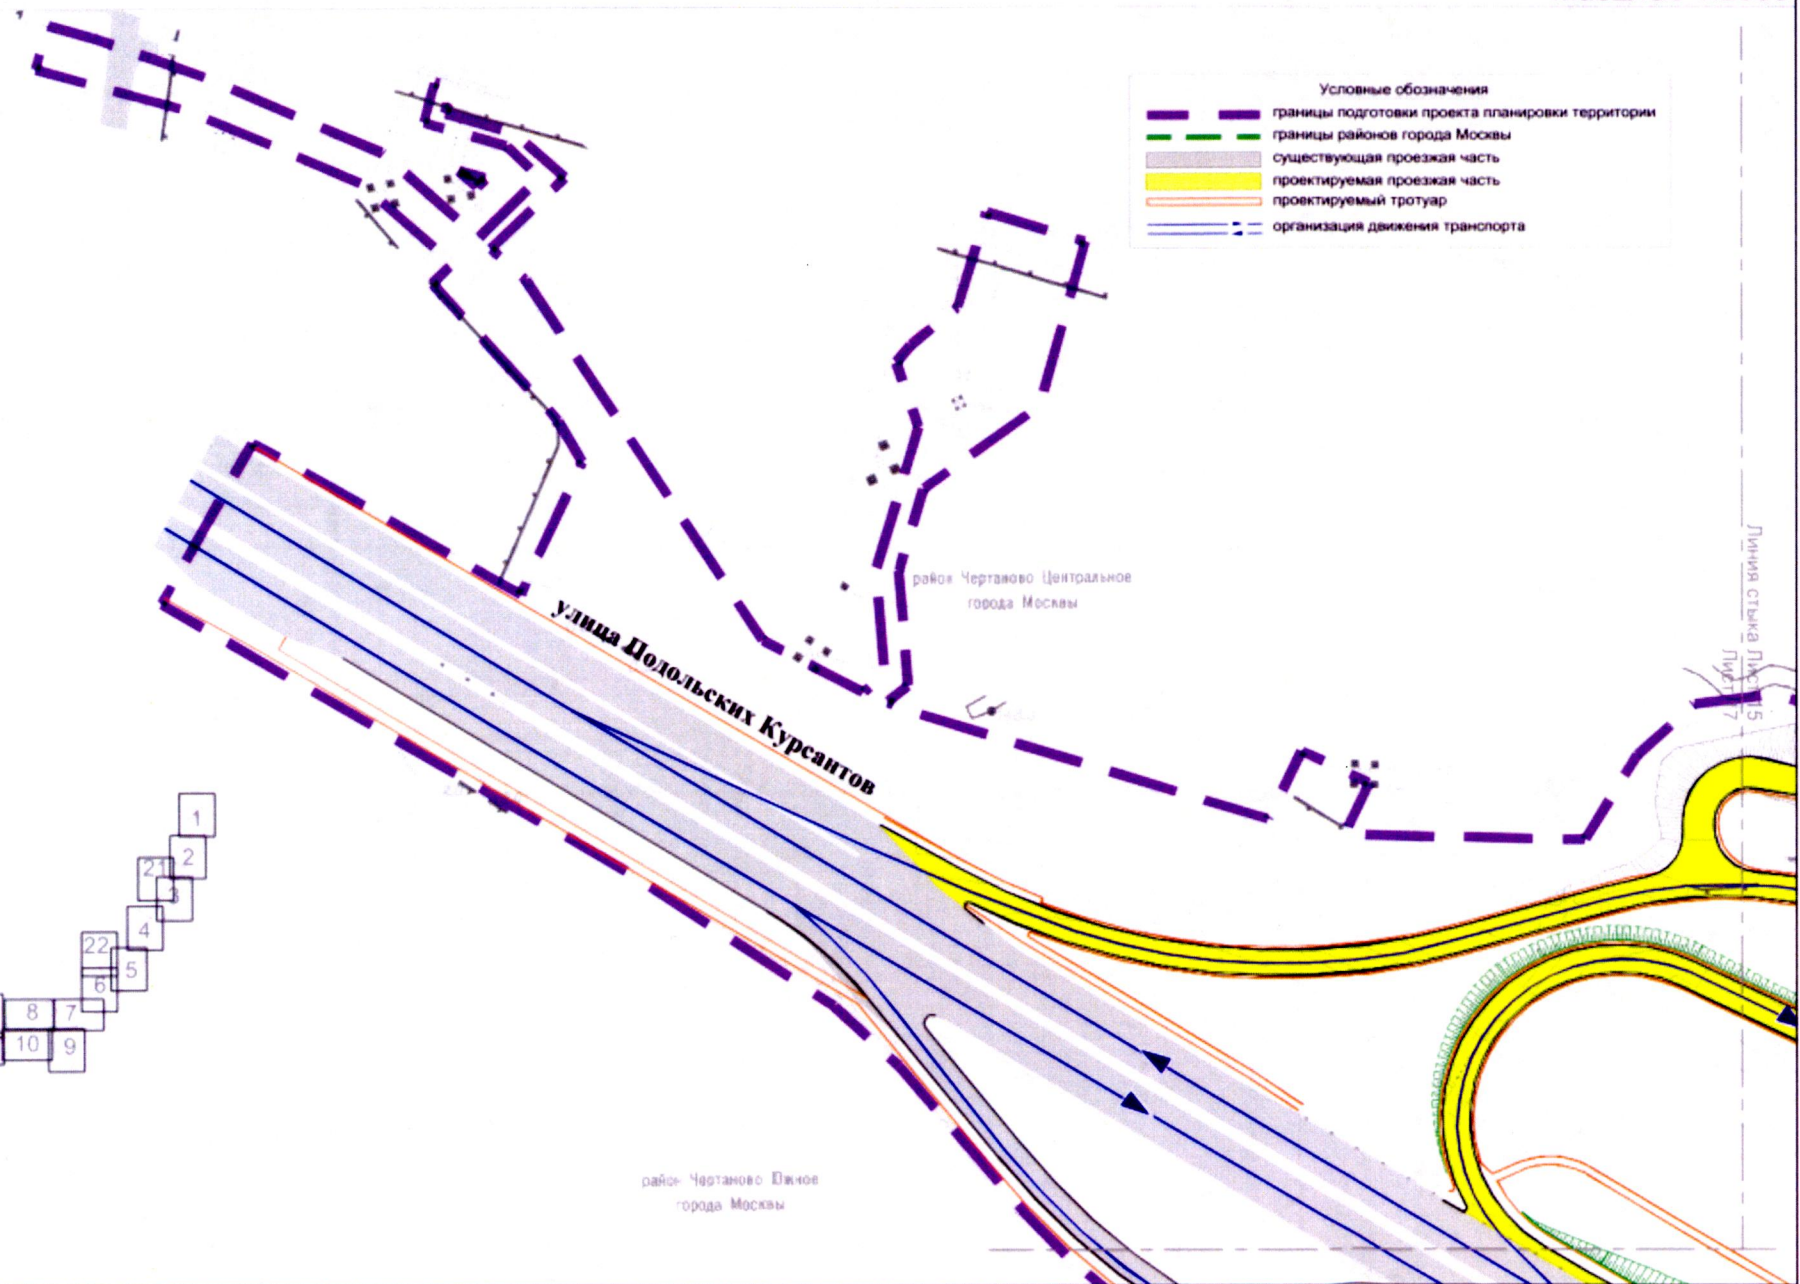 Условные обозначения
границы подготовки проекта планировки территории
границы районов города Москвы
существующая проезжая часть
проектируемая проезжая часть
проектируемый тротуар
организация движения транспорта
район Чертаново Центральное
города Москвы
улица Подольских Курсантов
Линия стыка Лист 15
Лист 7
1
2
21
3
4
22
5
6
8
7
10
9
район Чертаново Южное
города Москвы